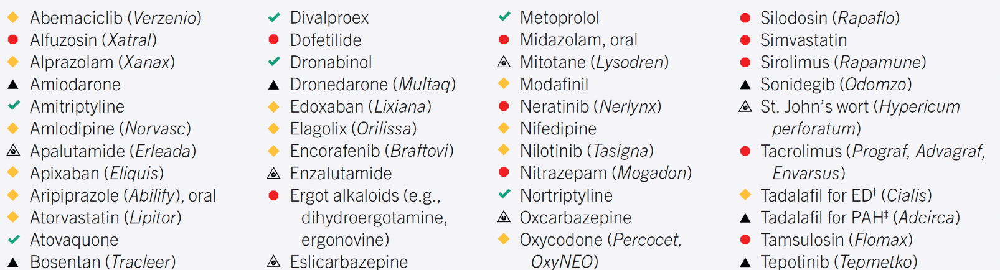 Abemaciclib (Verzenio)
Alfuzosin (Xatral)
Alprazolam (Xanax)
Amiodarone
Amitriptyline
Amlodipine (Norvasc)
Apalutamide (Erleada)
Apixaban (Eliquis)
Aripiprazole (Abilify), oral
Atorvastatin (Lipitor)
Atovaquone
Bosentan (Tracleer)
Divalproex
Dofetilide
Dronabinol
Dronedarone (Multaq)
Edoxaban (Lixiana)
Elagolix (Orilissa)
Encorafenib (Braftovi)
Enzalutamide
Ergot alkaloids (e.g.,
dihydroergotamine,
ergonovine)
Eslicarbazepine
Metoprolol
Midazolam, oral
Mitotane (Lysodren)
Modafinil
Neratinib (Nerlynx)
Nifedipine
Nilotinib (Tasigna)
Nitrazepam (Mogadon)
Nortriptyline
Oxcarbazepine
Oxycodone (Percocet,
OxyNEO)
Silodosin (Rapaflo)
Simvastatin
Sirolimus (Rapamune)
Sonidegib (Odomzo)
St. John’s wort (Hypericum
perforatum)
Tacrolimus (Prograf, Advagraf,
Envarsus)
Tadalafil for ED† (Cialis)
Tadalafil for PAH‡ (Adcirca)
Tamsulosin (Flomax)
Tepotinib (Tepmetko)